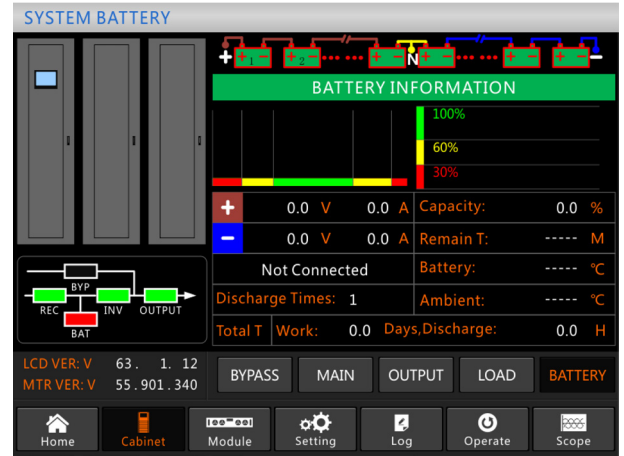 SYSTEM BATTERY
+ + 1 - + 2 - + - N + - + - + - -
BATTERY INFORMATION
100%
60%
30%
+ 0.0 V 0.0 A Capacity: 0.0 %
- 0.0 V 0.0 A Remain T: ----- M
Not Connected Battery: ----- ℃
Discharge Times: 1 Ambient: ----- ℃
Total T Work: 0.0 Days,Discharge: 0.0 H
BYP
REC INV OUTPUT
BAT
LCD VER: V 63. 1. 12
MTR VER: V 55.901.340
BYPASS MAIN OUTPUT LOAD BATTERY
Home Cabinet Module Setting Log Operate Scope